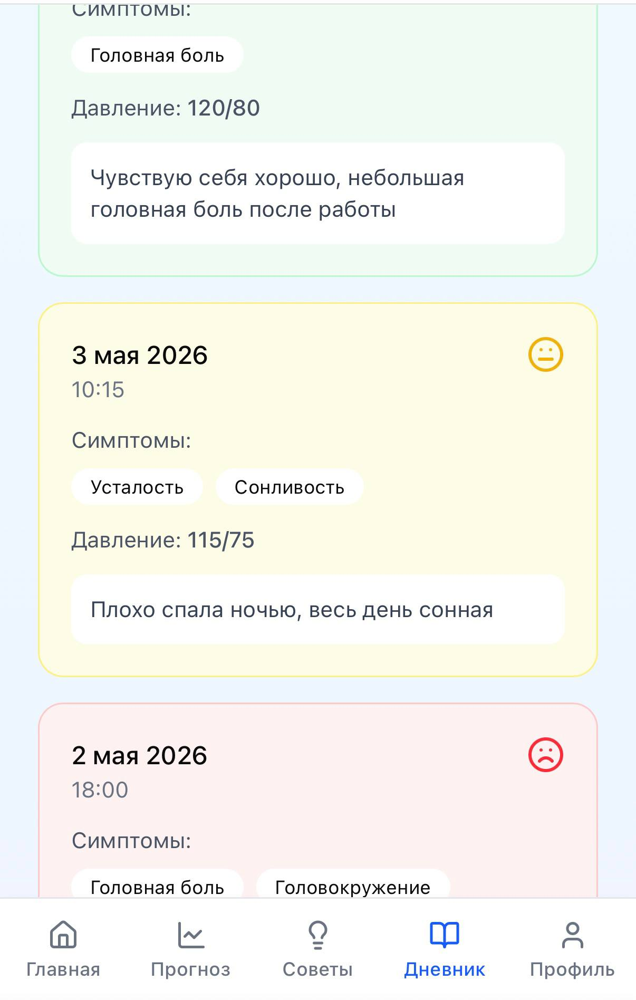 Симптомы:
Головная боль
Давление: 120/80
Чувствую себя хорошо, небольшая
головная боль после работы
3 мая 2026
10:15
Симптомы:
Усталость Сонливость
Давление: 115/75
Плохо спала ночью, весь день сонная
2 мая 2026
18:00
Симптомы:
Головная боль Головокружение
Главная Прогноз Советы Дневник Профиль